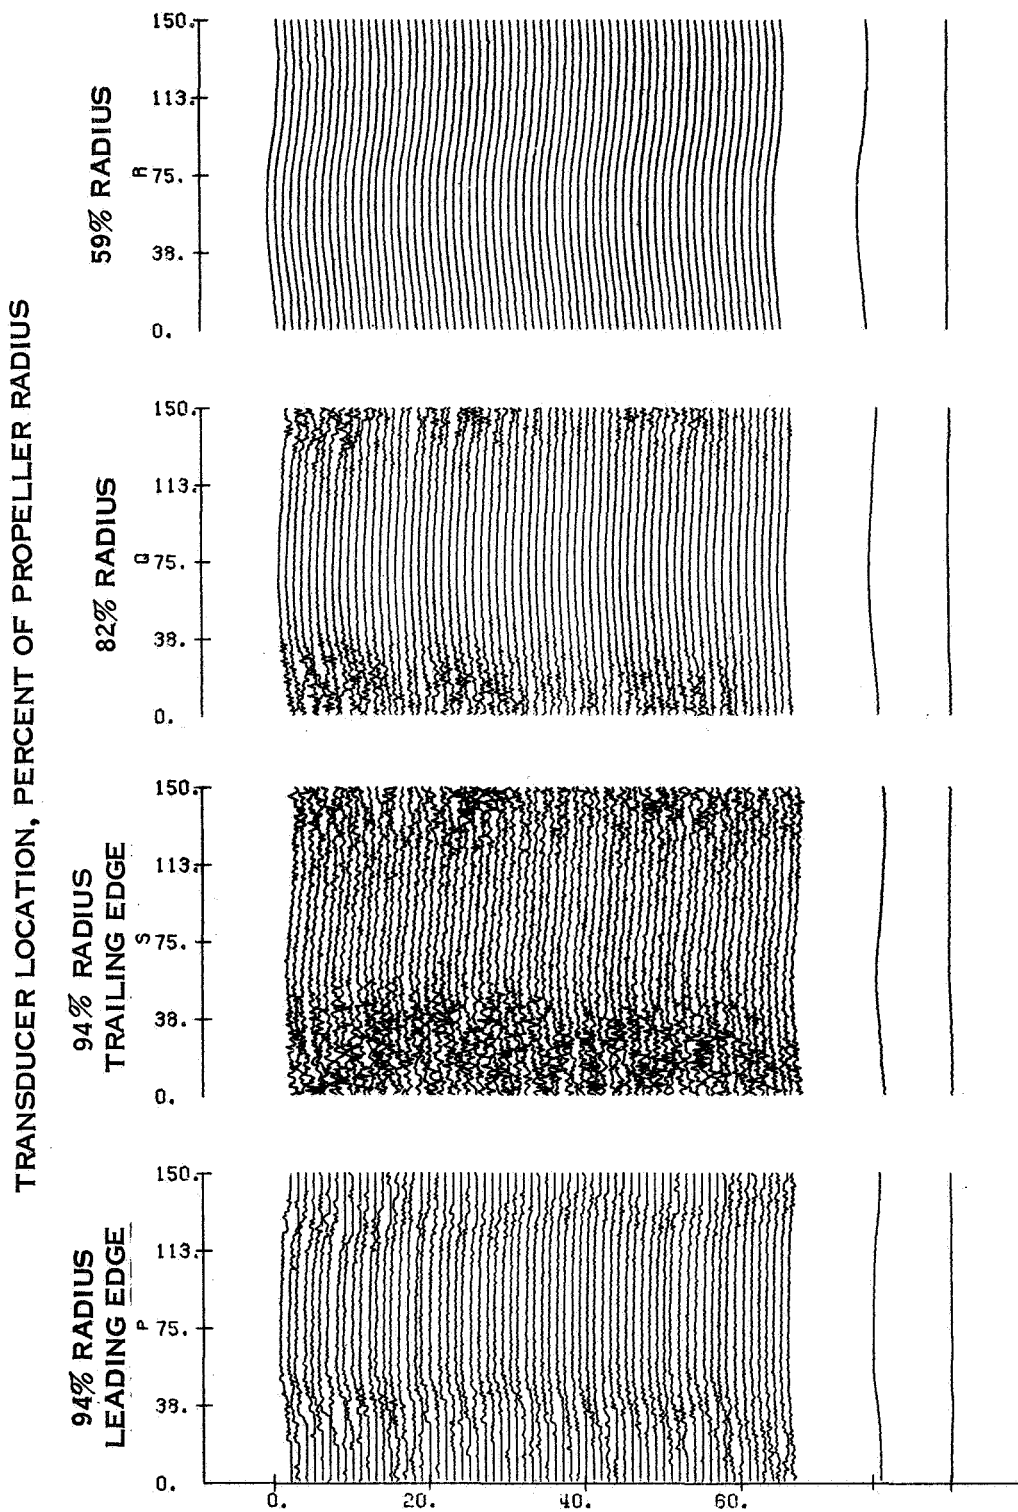 TRANSDUCER LOCATION, PERCENT OF PROPELLER RADIUS
59% RADIUS
R
150.
113.
75.
38.
0.
82% RADIUS
Q
150.
113.
75.
38.
0.
94% RADIUS
TRAILING EDGE
S
150.
113.
75.
38.
0.
94% RADIUS
LEADING EDGE
P
150.
113.
75.
38.
0.
0. 20. 40. 60.